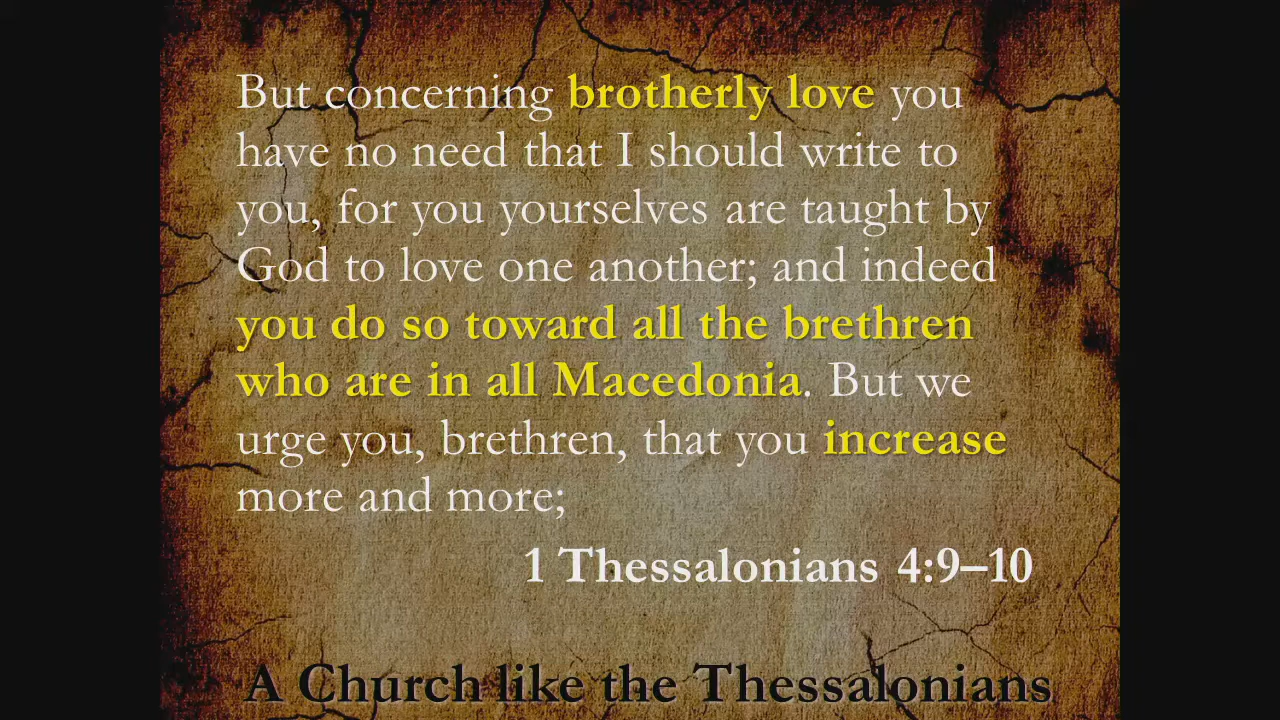 But concerning brotherly love you
have no need that I should write to
you, for you yourselves are taught by
God to love one another; and indeed
you do so toward all the brethren
who are in all Macedonia. But we
urge you, brethren, that you increase
more and more;
1 Thessalonians 4:9–10
A Church like the Thessalonians